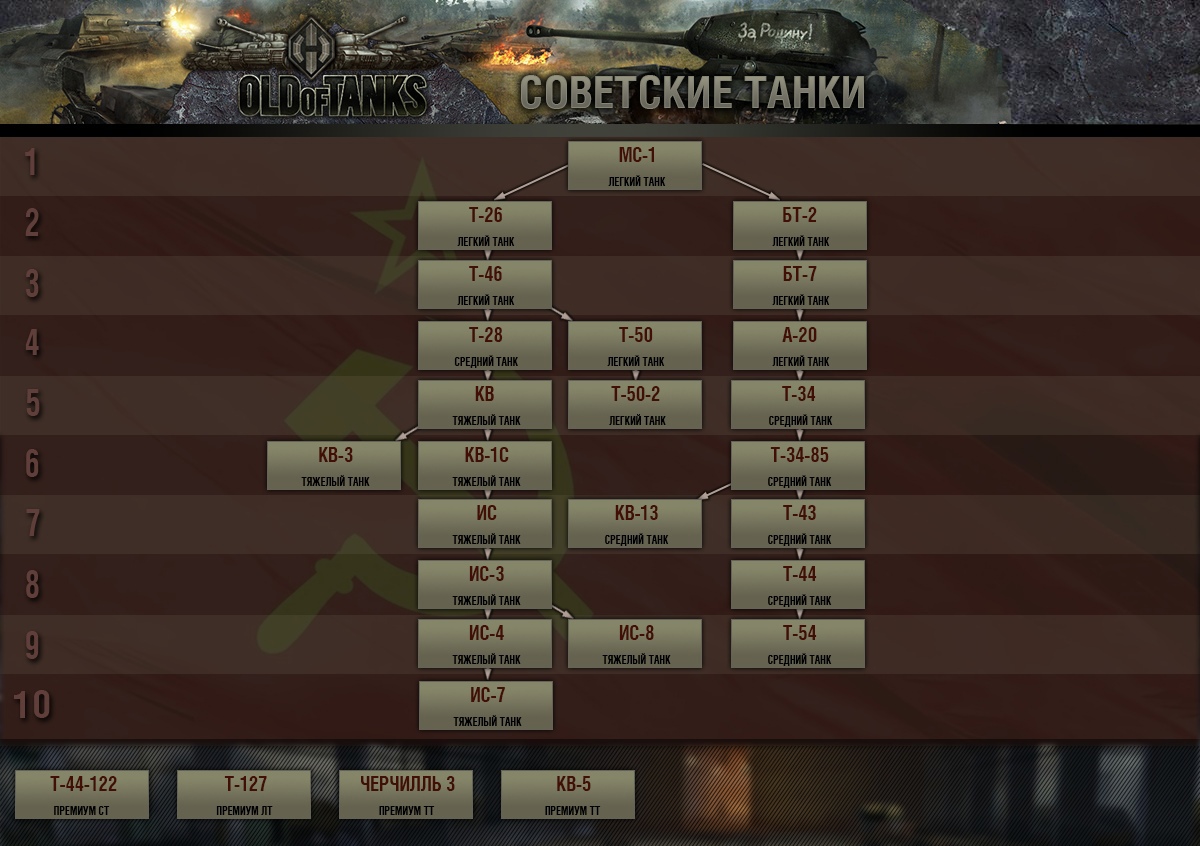 За Родину!
OLD OF TANKS
СОВЕТСКИЕ ТАНКИ
1
МС-1
ЛЕГКИЙ ТАНК
2
Т-26
ЛЕГКИЙ ТАНК
БТ-2
ЛЕГКИЙ ТАНК
3
Т-46
ЛЕГКИЙ ТАНК
БТ-7
ЛЕГКИЙ ТАНК
4
Т-28
СРЕДНИЙ ТАНК
Т-50
ЛЕГКИЙ ТАНК
А-20
ЛЕГКИЙ ТАНК
5
КВ
ТЯЖЕЛЫЙ ТАНК
Т-50-2
ЛЕГКИЙ ТАНК
Т-34
СРЕДНИЙ ТАНК
6
КВ-3
ТЯЖЕЛЫЙ ТАНК
КВ-1С
ТЯЖЕЛЫЙ ТАНК
Т-34-85
СРЕДНИЙ ТАНК
7
ИС
ТЯЖЕЛЫЙ ТАНК
КВ-13
СРЕДНИЙ ТАНК
Т-43
СРЕДНИЙ ТАНК
8
ИС-3
ТЯЖЕЛЫЙ ТАНК
Т-44
СРЕДНИЙ ТАНК
9
ИС-4
ТЯЖЕЛЫЙ ТАНК
ИС-8
ТЯЖЕЛЫЙ ТАНК
Т-54
СРЕДНИЙ ТАНК
10
ИС-7
ТЯЖЕЛЫЙ ТАНК
Т-44-122
ПРЕМИУМ СТ
Т-127
ПРЕМИУМ ЛТ
ЧЕРЧИЛЛЬ 3
ПРЕМИУМ ТТ
КВ-5
ПРЕМИУМ ТТ